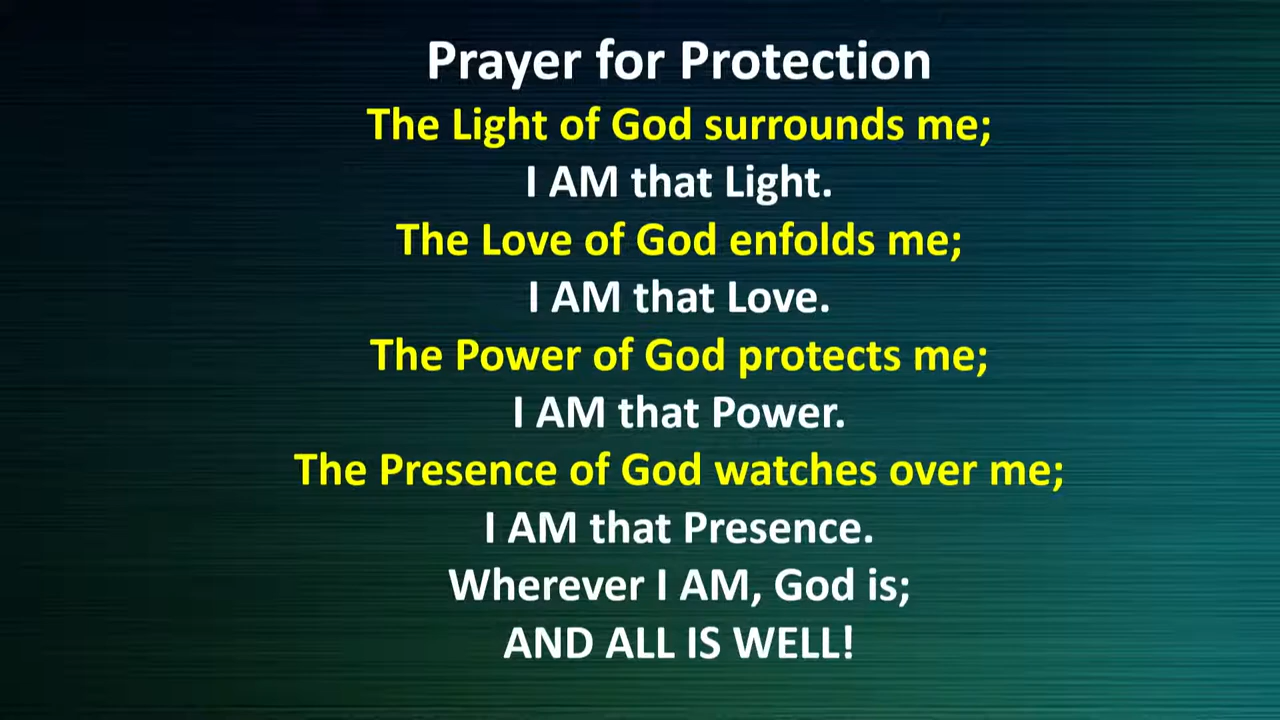 Prayer for Protection
The Light of God surrounds me;
I AM that Light.
The Love of God enfolds me;
I AM that Love.
The Power of God protects me;
I AM that Power.
The Presence of God watches over me;
I AM that Presence.
Wherever I AM, God is;
AND ALL IS WELL!